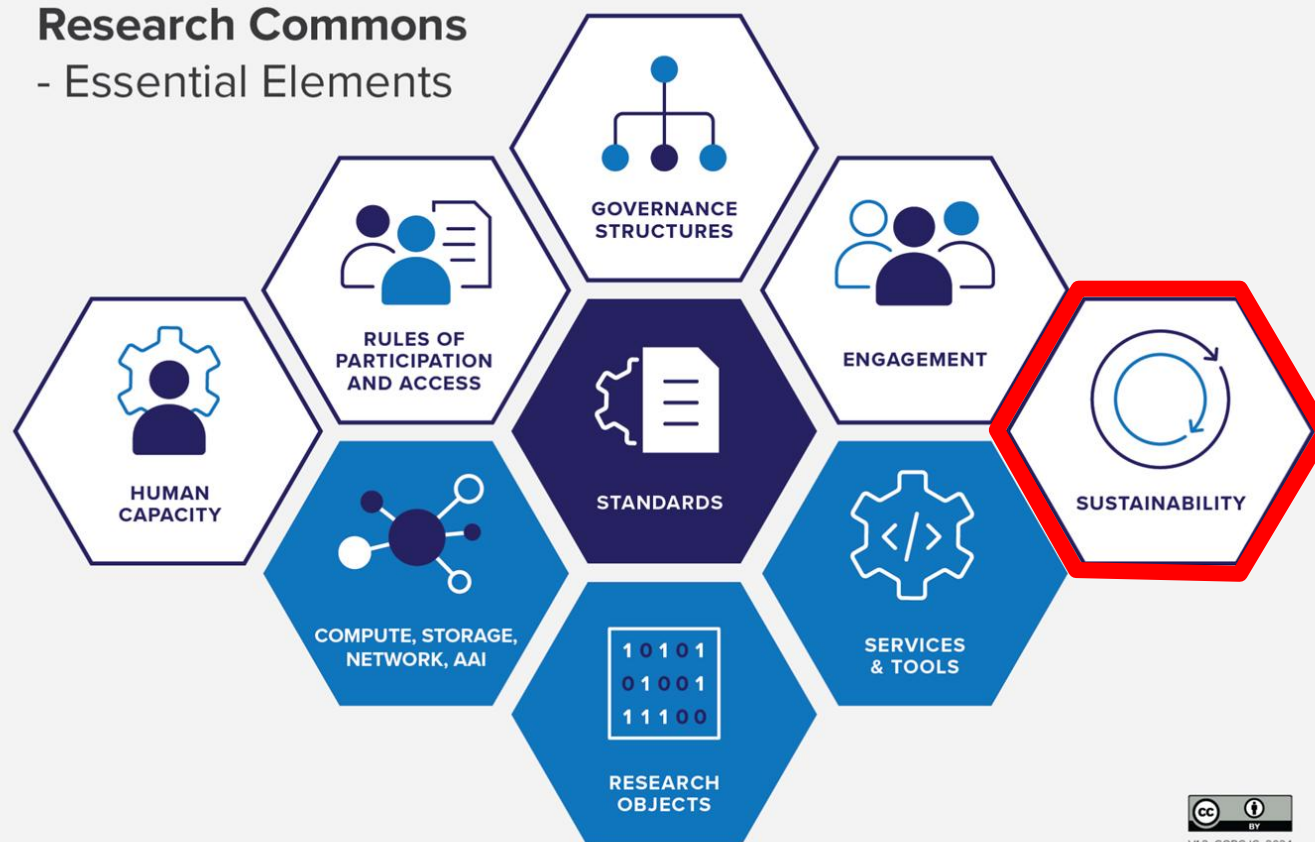 Research Commons
- Essential Elements
GOVERNANCE
STRUCTURES
RULES OF
PARTICIPATION
AND ACCESS
ENGAGEMENT
HUMAN
CAPACITY
STANDARDS
SUSTAINABILITY
COMPUTE, STORAGE,
NETWORK, AAI
10101
01001
11100
SERVICES
& TOOLS
RESEARCH
OBJECTS
cc
BY